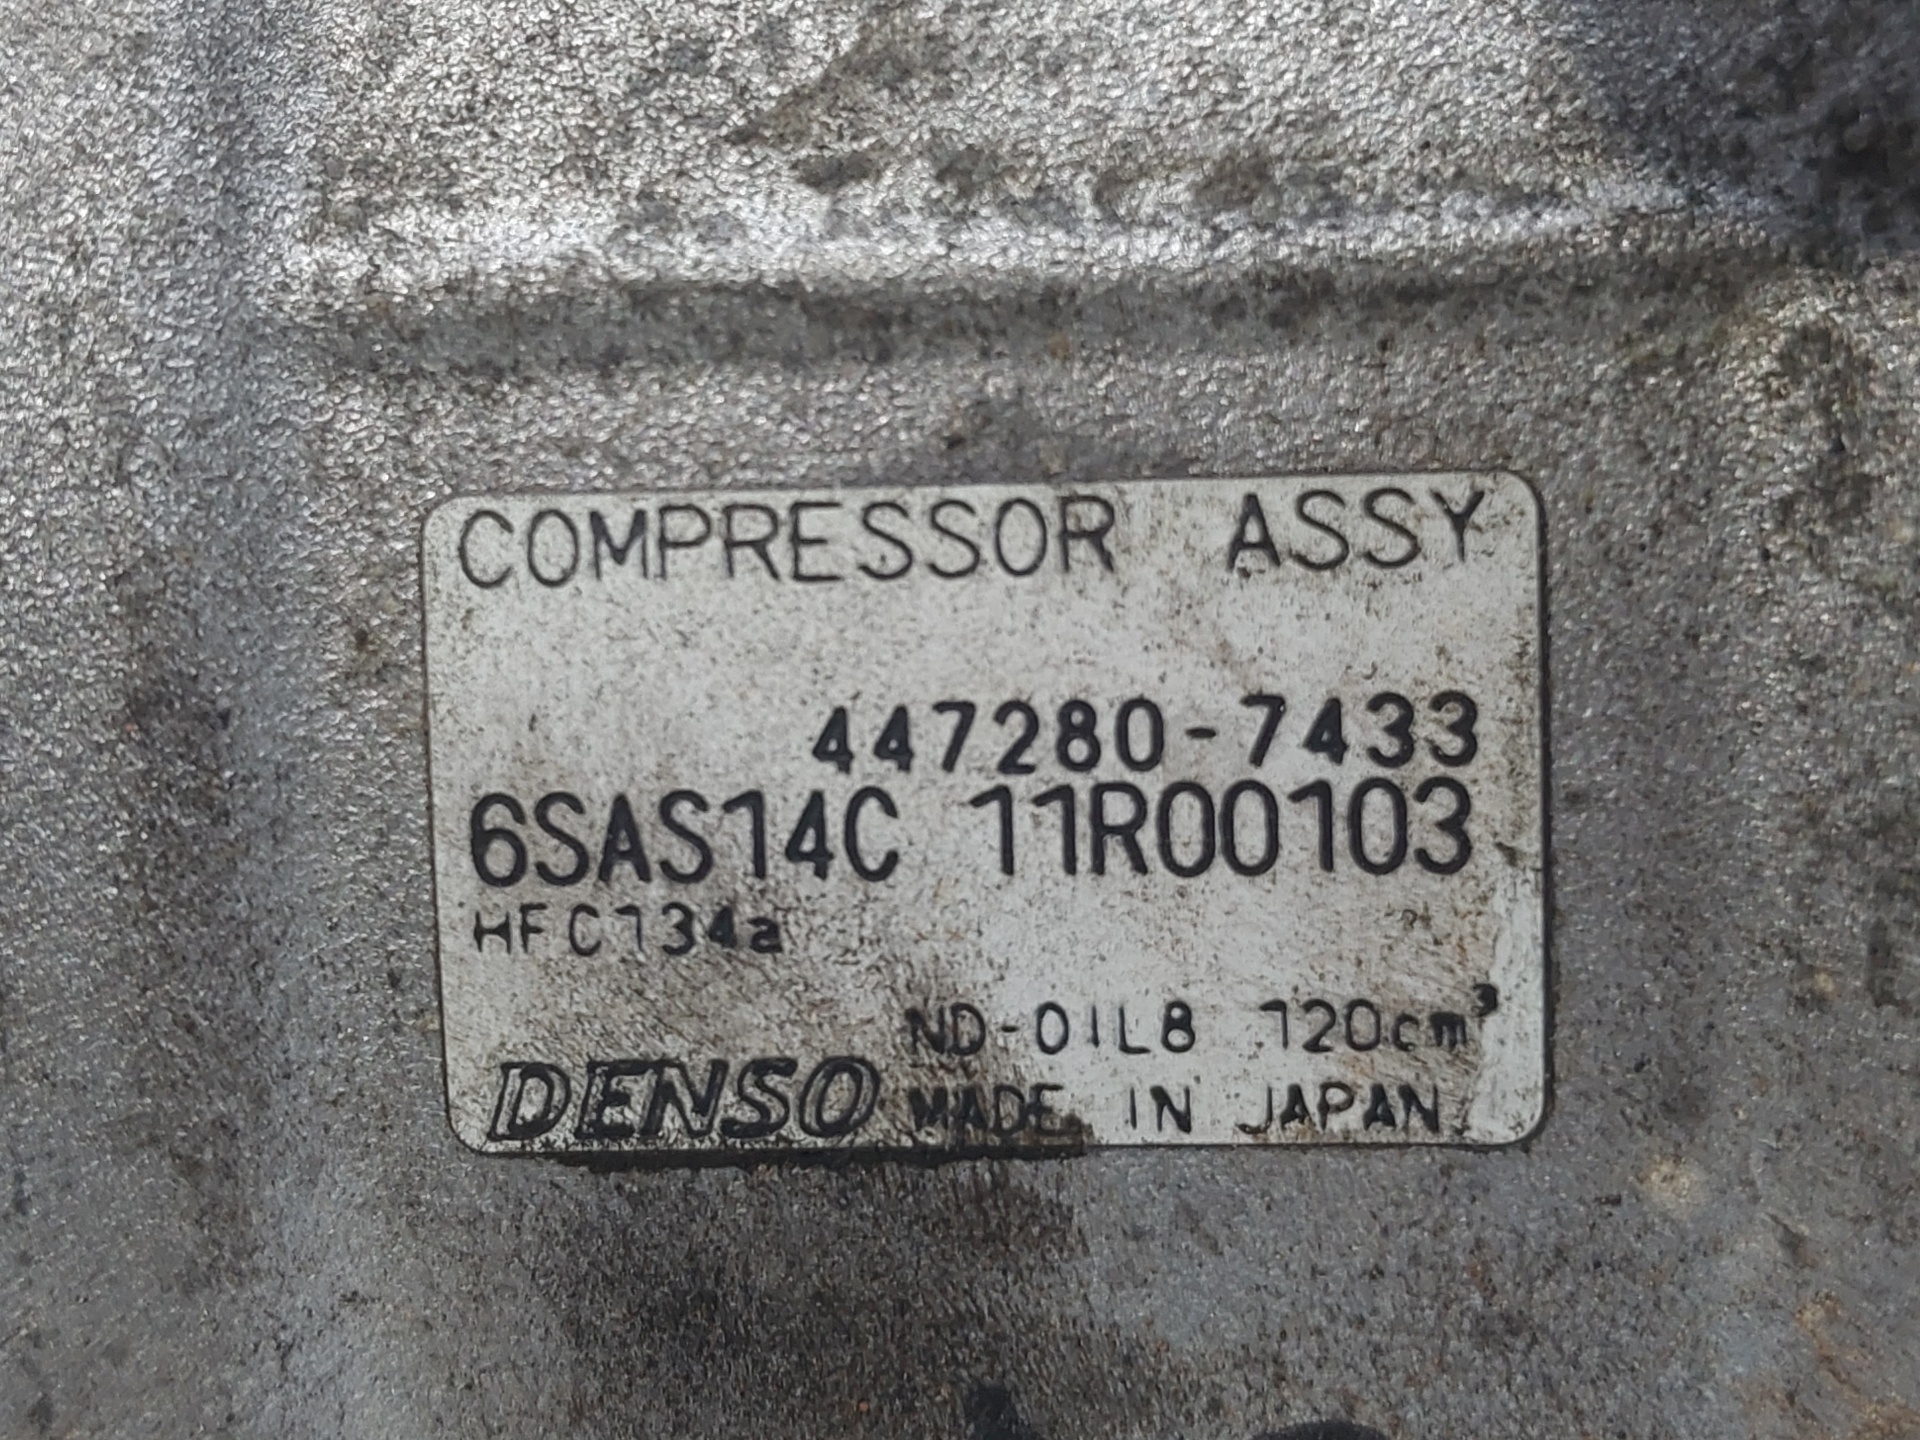 COMPRESSOR ASSY
447280-7433
6SAS14C 11R00103
HFC134a
ND-OIL8 120cm³
DENSO MADE IN JAPAN